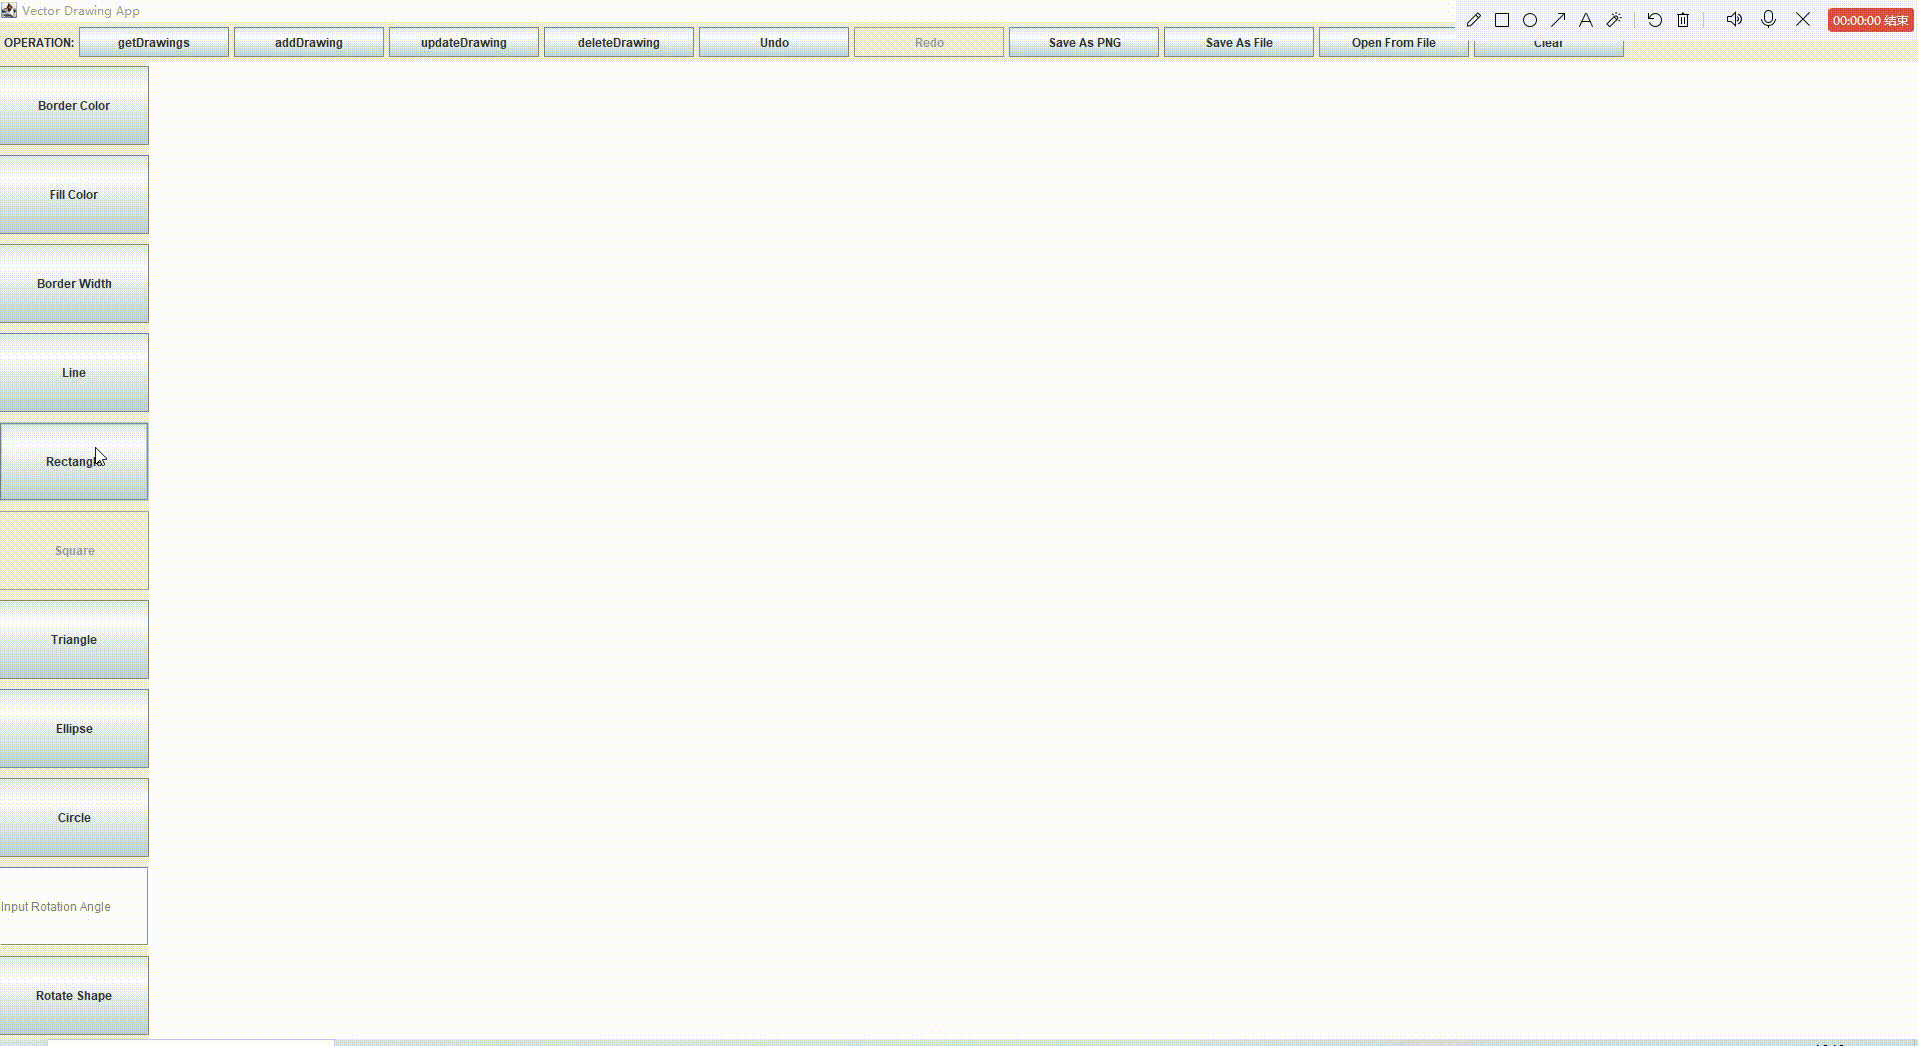 Vector Drawing App
00:00:00 结束
OPERATION: getDrawings addDrawing updateDrawing deleteDrawing Undo Redo Save As PNG Save As File Open From File Clear
Border Color
Fill Color
Border Width
Line
Rectangle
Square
Triangle
Ellipse
Circle
Input Rotation Angle
Rotate Shape